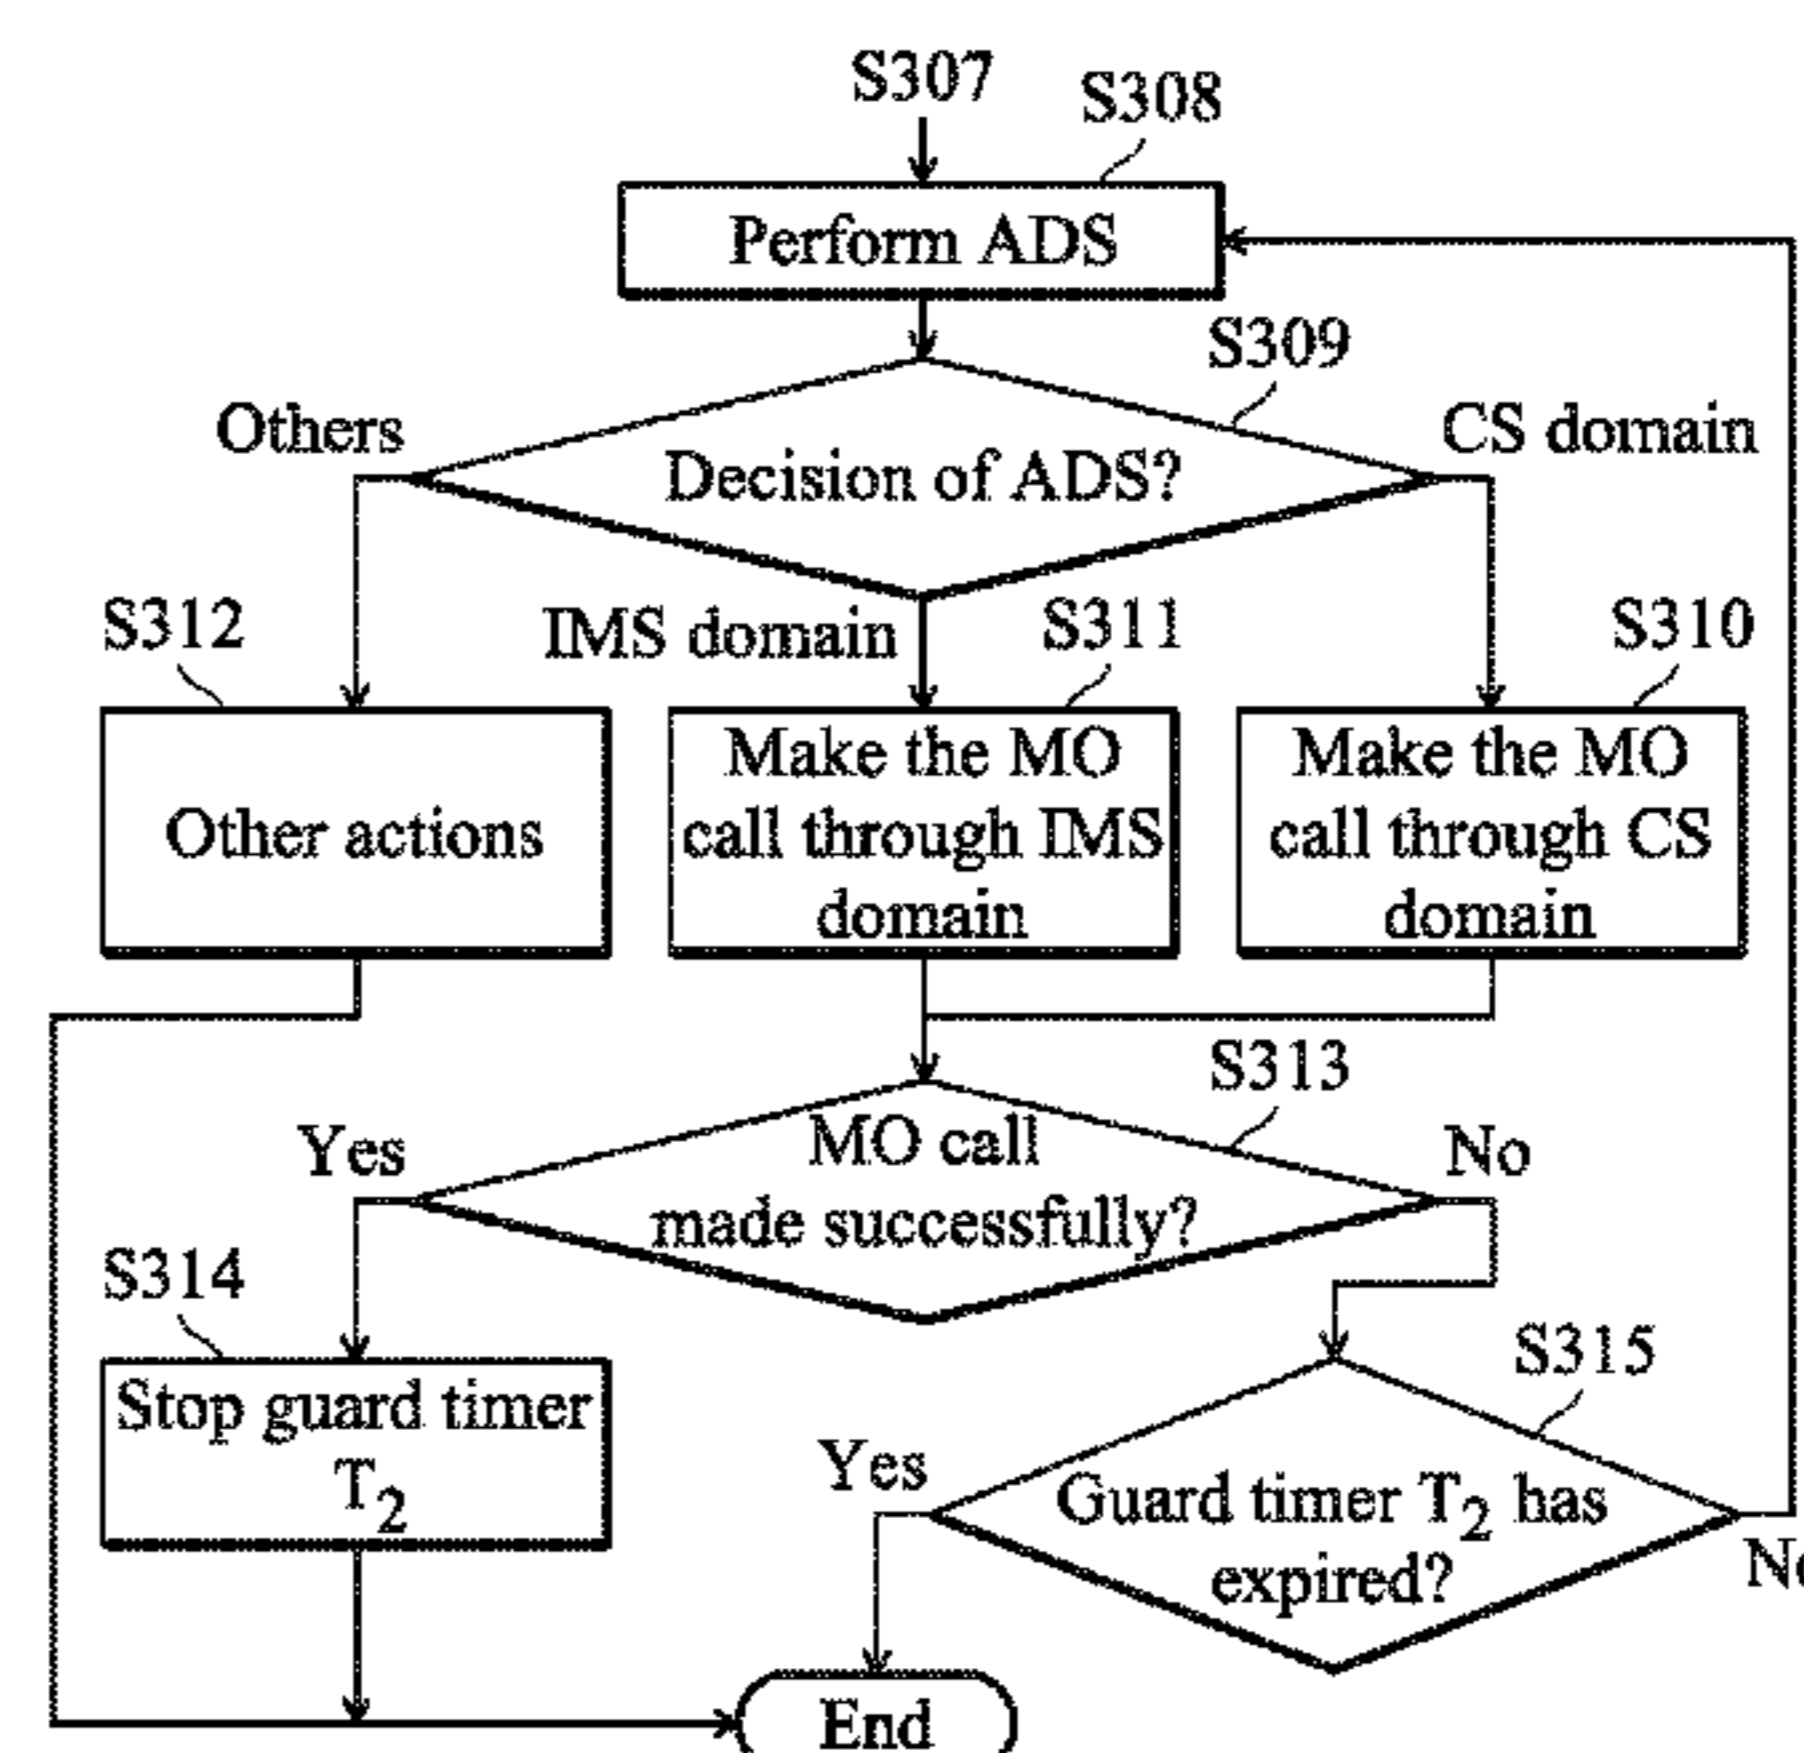 S307
S308
Perform ADS
S309
Others
CS domain
Decision of ADS?
S312
IMS domain
S311
S310
Other actions
Make the MO
call through IMS
domain
Make the MO
call through CS
domain
S313
Yes
MO call
made successfully?
No
S314
S315
Stop guard timer
T2
Yes
Guard timer T2 has
expired?
End